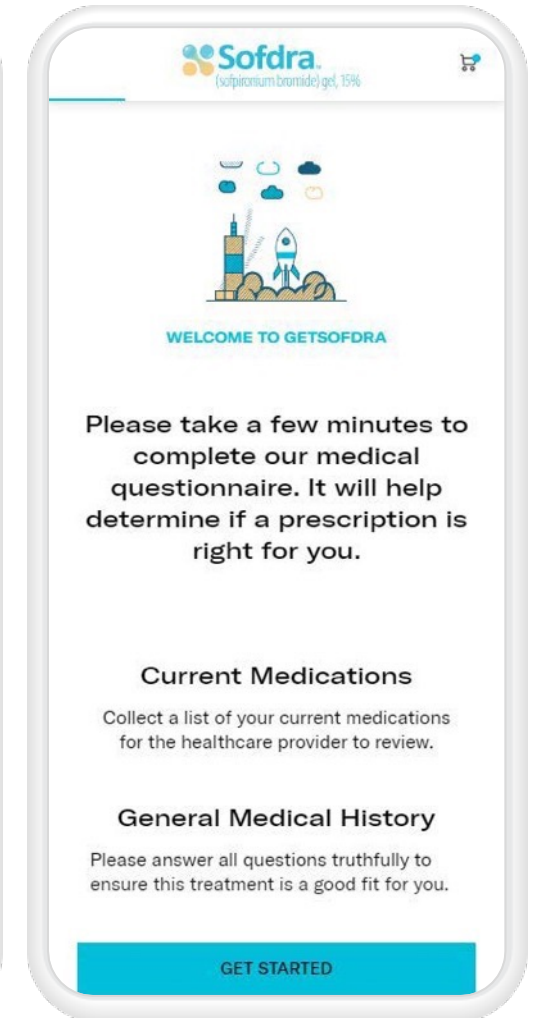 Sofdra.
(sofpironium bromide) gel, 15%
WELCOME TO GETSOFDRA
Please take a few minutes to
complete our medical
questionnaire. It will help
determine if a prescription is
right for you.
Current Medications
Collect a list of your current medications
for the healthcare provider to review.
General Medical History
Please answer all questions truthfully to
ensure this treatment is a good fit for you.
GET STARTED